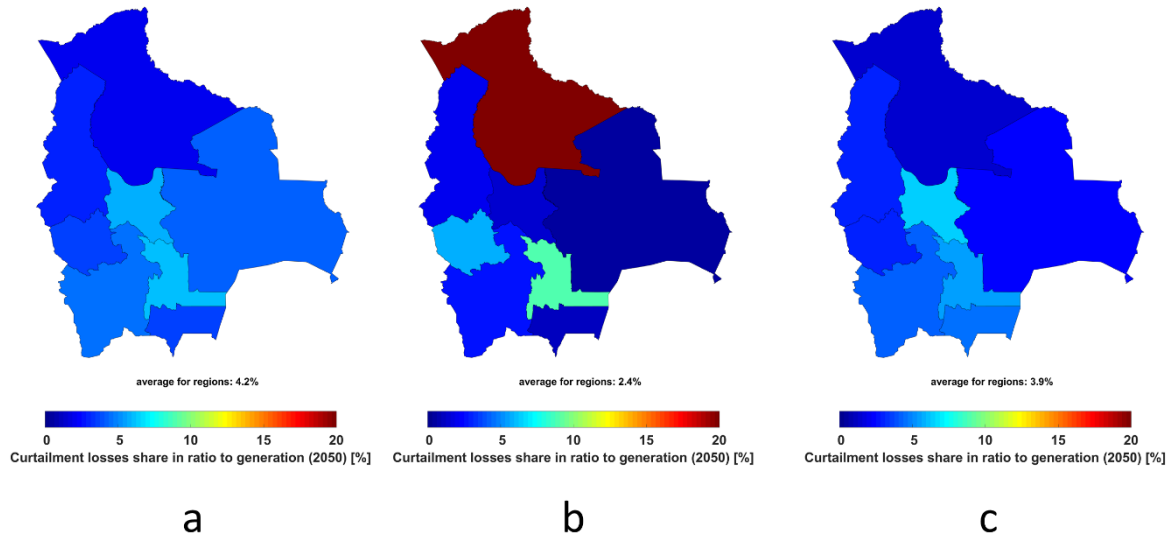 average for regions: 4.2%
average for regions: 2.4%
average for regions: 3.9%
0 5 10 15 20
0 5 10 15 20
0 5 10 15 20
Curtailment losses share in ratio to generation (2050) [%]
Curtailment losses share in ratio to generation (2050) [%]
Curtailment losses share in ratio to generation (2050) [%]
a
b
c